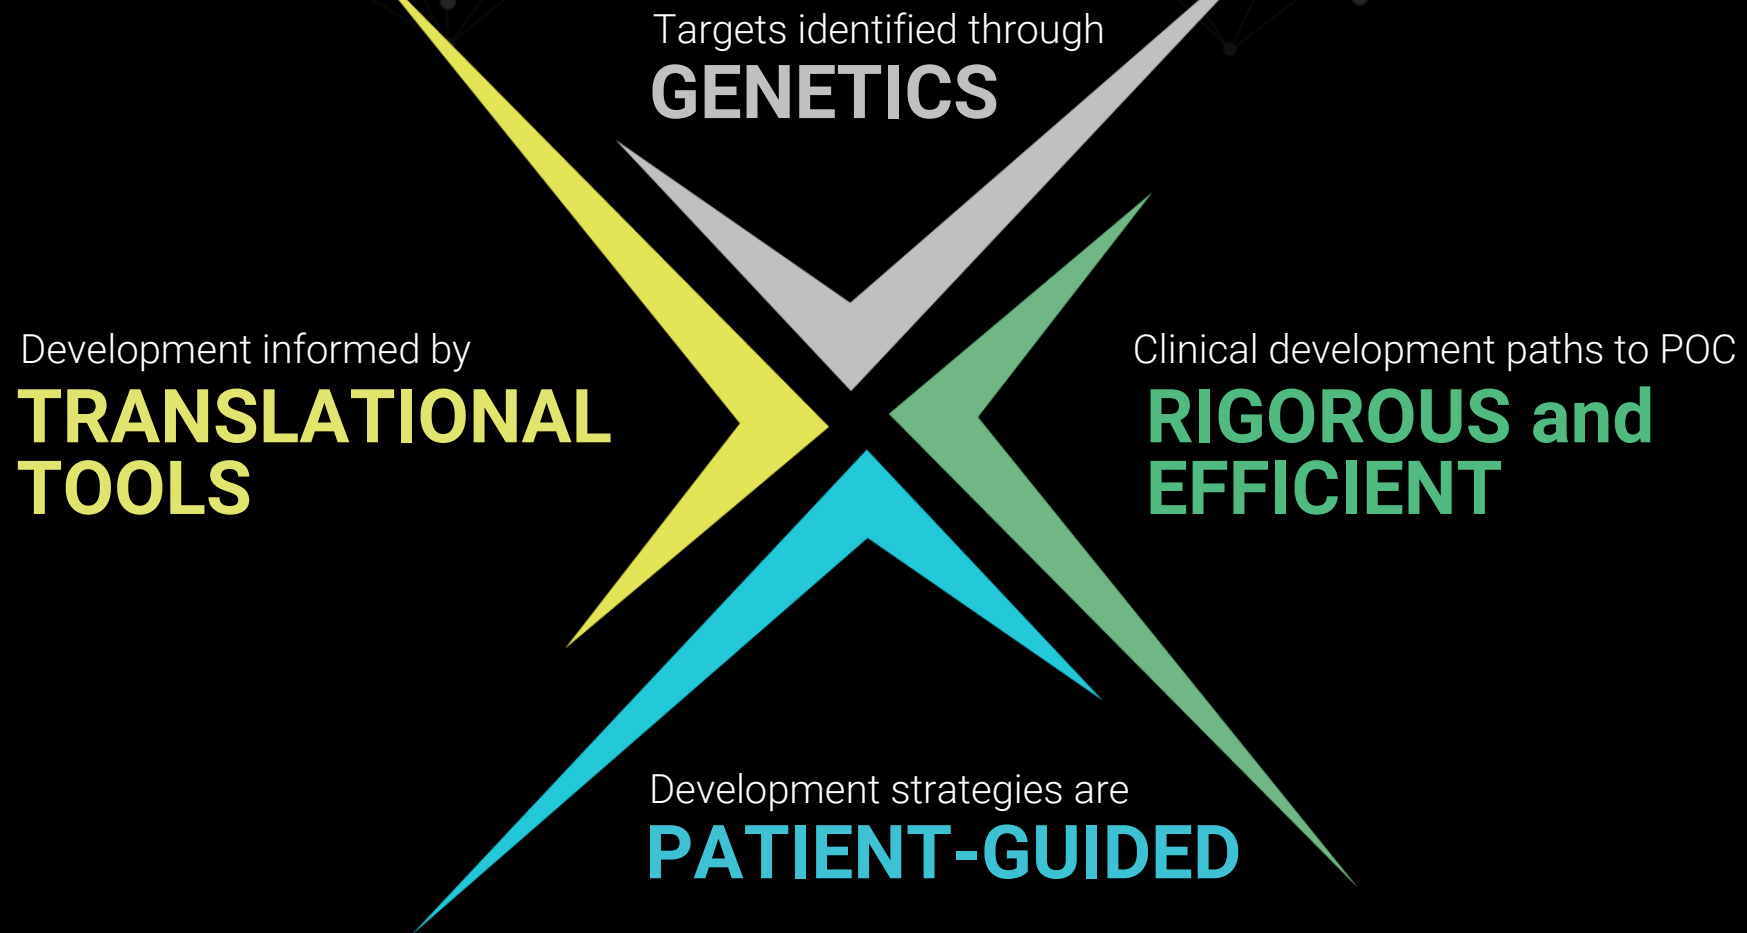 Targets identified through
GENETICS
Development informed by
TRANSLATIONAL
TOOLS
Clinical development paths to POC
RIGOROUS and
EFFICIENT
Development strategies are
PATIENT-GUIDED